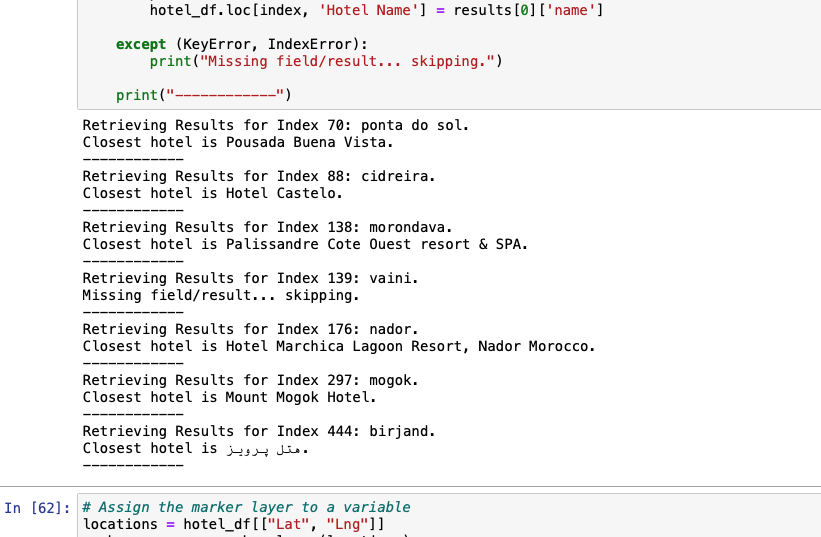 hotel_df.loc[index, 'Hotel Name'] = results[0]['name']
except (KeyError, IndexError):
print("Missing field/result... skipping.")
print("------------")
Retrieving Results for Index 70: ponta do sol.
Closest hotel is Pousada Buena Vista.
------------
Retrieving Results for Index 88: cidreira.
Closest hotel is Hotel Castelo.
------------
Retrieving Results for Index 138: morondava.
Closest hotel is Palissandre Cote Ouest resort & SPA.
------------
Retrieving Results for Index 139: vaini.
Missing field/result... skipping.
------------
Retrieving Results for Index 176: nador.
Closest hotel is Hotel Marchica Lagoon Resort, Nador Morocco.
------------
Retrieving Results for Index 297: mogok.
Closest hotel is Mount Mogok Hotel.
------------
Retrieving Results for Index 444: birjand.
Closest hotel is هتل پرویز.
------------
In [62]: # Assign the marker layer to a variable
locations = hotel_df[["Lat", "Lng"]]